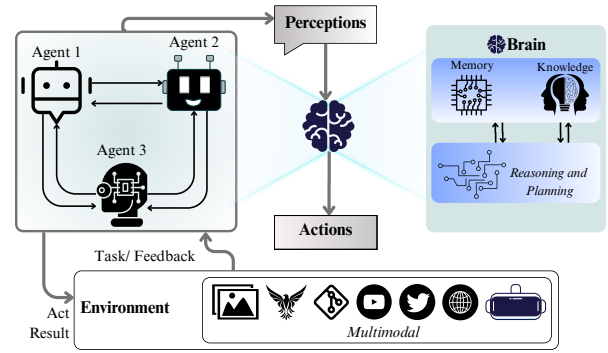 Perceptions
Agent 1
Agent 2
Agent 3
Actions
Brain
Memory
Knowledge
Reasoning and
Planning
Task/ Feedback
Act
Result
Environment
Multimodal